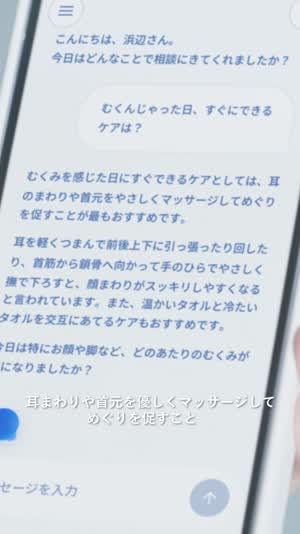 こんにちは、浜辺さん。
今日はどんなことで相談にきてくれましたか？
むくんじゃった日、すぐにできる
ケアは？
むくみを感じた日にすぐできるケアとしては、耳
のまわりや首元をやさしくマッサージしてめぐり
を促すことが最もおすすめです。
耳を軽くつまんで前後上下に引っ張ったり回した
り、首筋から鎖骨へ向かって手のひらでやさしく
撫で下ろすと、顔まわりがスッキリしやすくなる
と言われています。また、温かいタオルと冷たい
タオルを交互にあてるケアもおすすめです。
今日は特にお顔や脚など、どのあたりのむくみが
になりましたか？
耳まわりや首元を優しくマッサージして
めぐりを促すこと
セージを入力